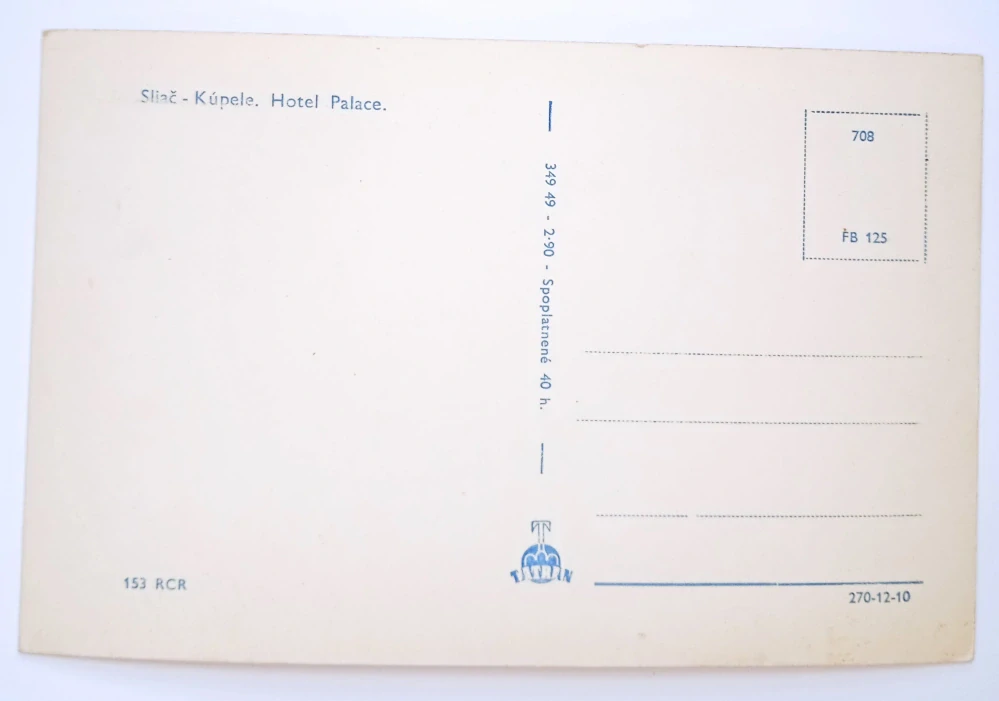 Sliač - Kúpele. Hotel Palace.
708
FB 125
349 49 - 2·90 - Spoplatnené 40 h.
153 RCR
270-12-10